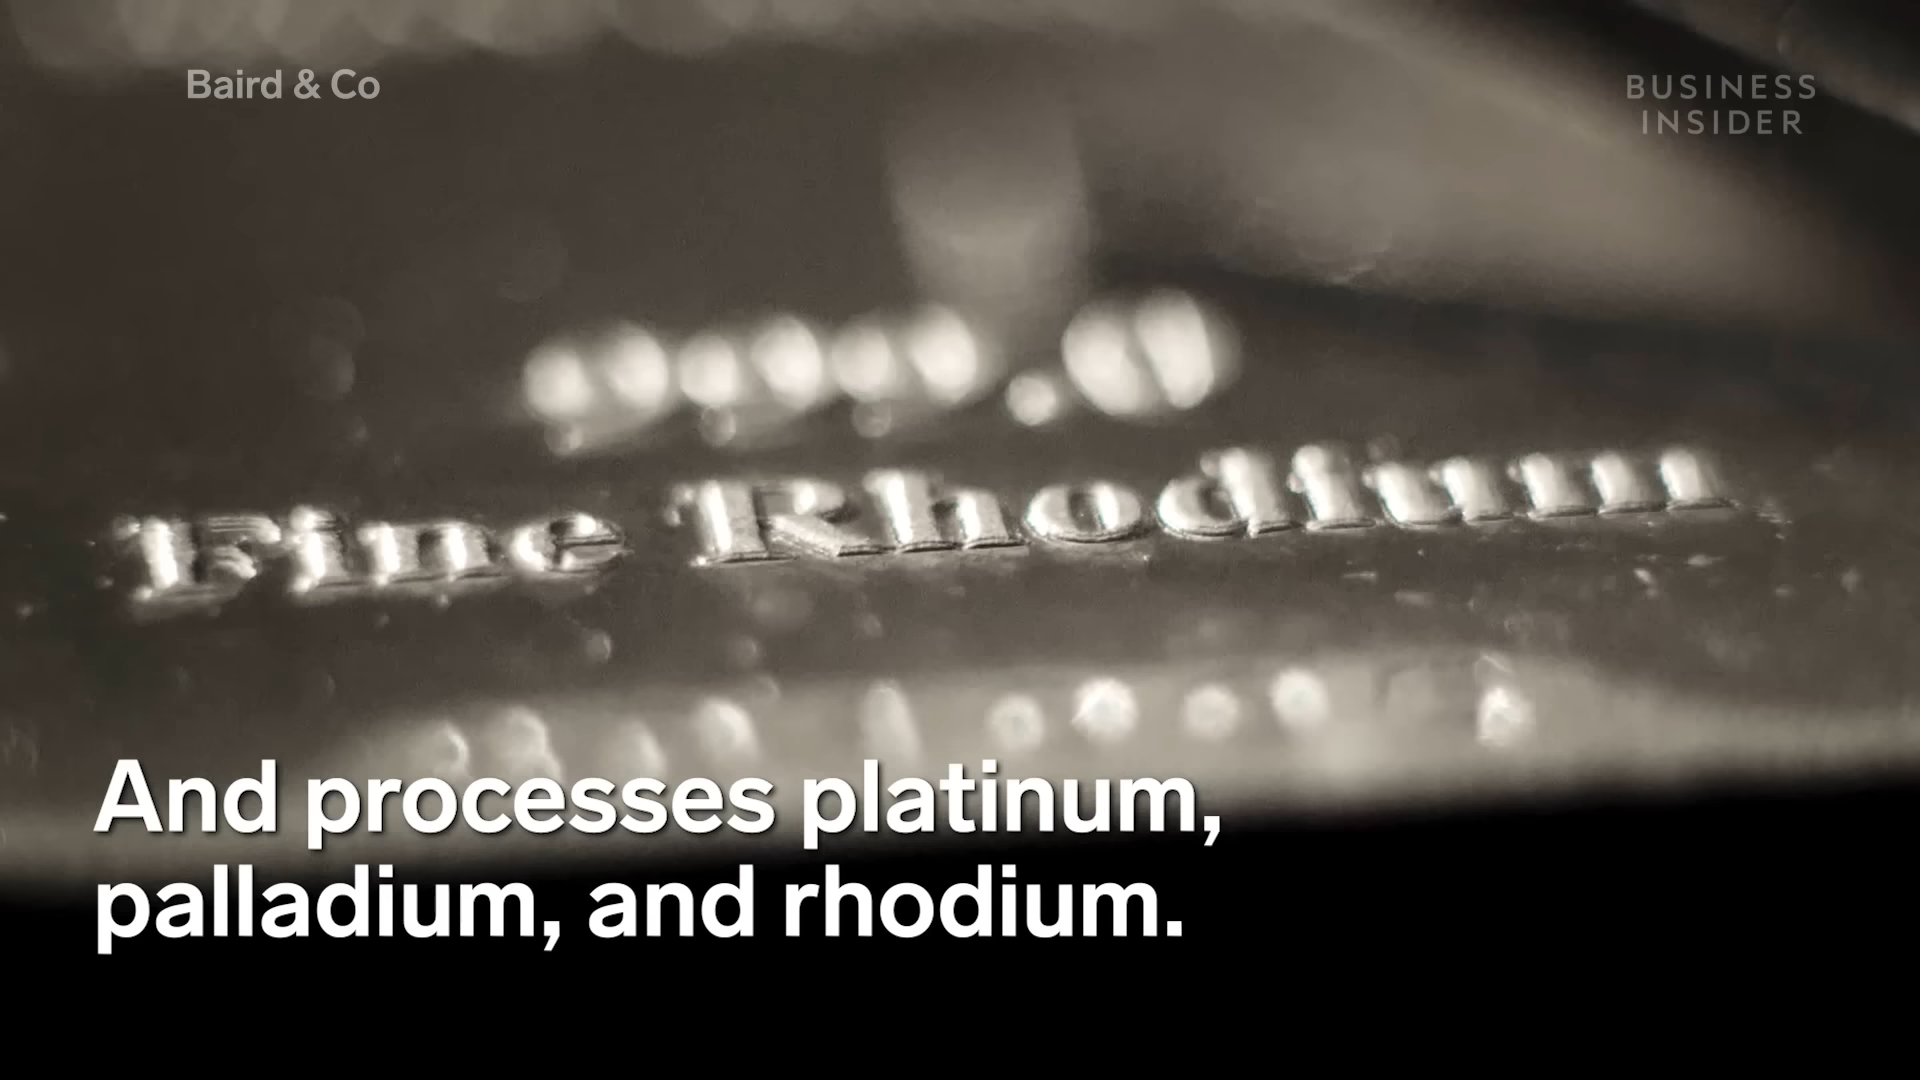 Baird & Co
BUSINESS
INSIDER
Fine Rhodium
And processes platinum,
palladium, and rhodium.